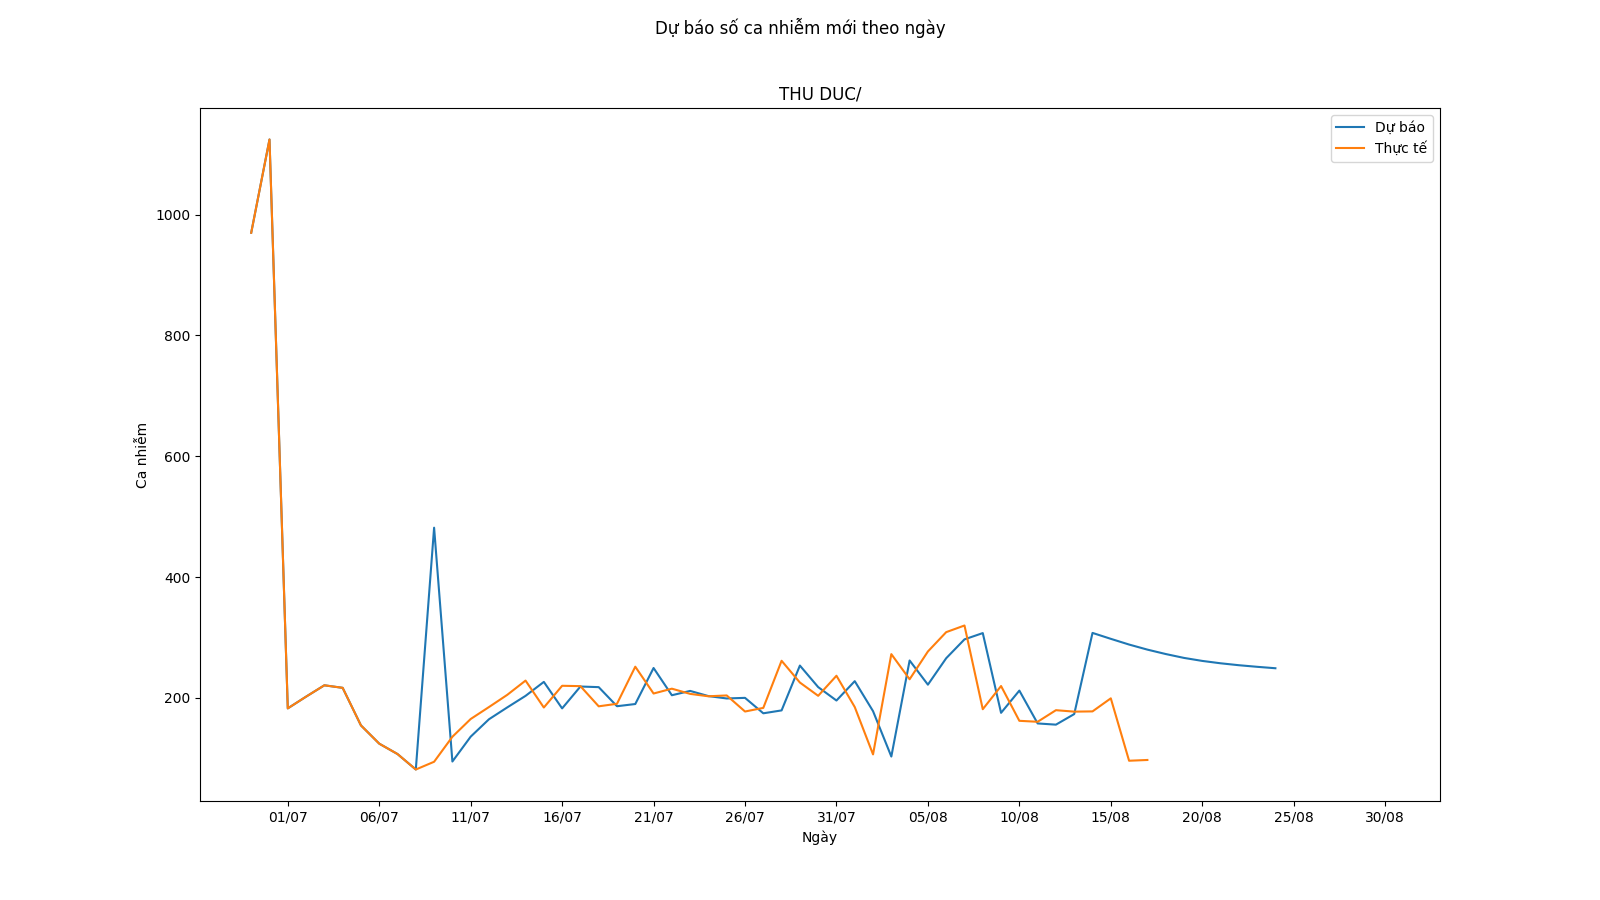 Dự báo số ca nhiễm mới theo ngày
THU DUC/
Dự báo
Thực tế
1000
800
600
400
200
Ca nhiễm
01/07 06/07 11/07 16/07 21/07 26/07 31/07 05/08 10/08 15/08 20/08 25/08 30/08
Ngày